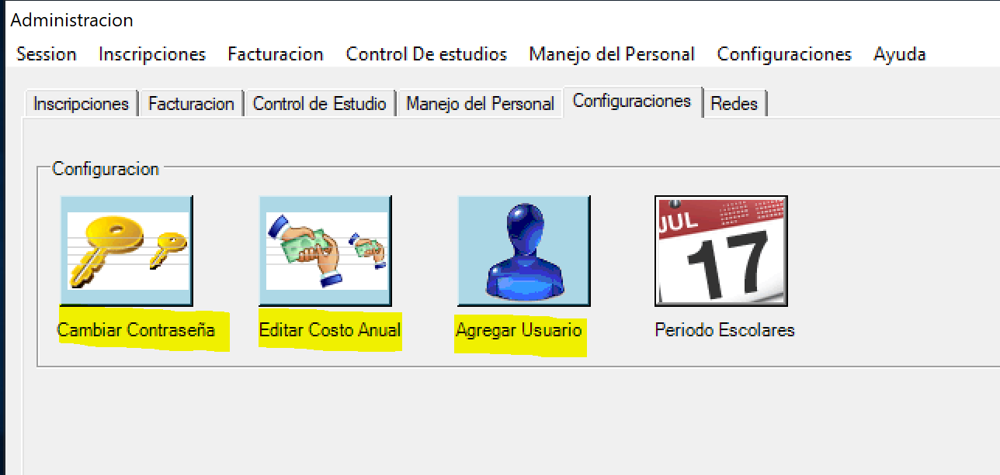 Administracion
Session Inscripciones Facturacion Control De estudios Manejo del Personal Configuraciones Ayuda
Inscripciones Facturacion Control de Estudio Manejo del Personal Configuraciones Redes
Configuracion
JUL
17
Cambiar Contraseña Editar Costo Anual Agregar Usuario Periodo Escolares